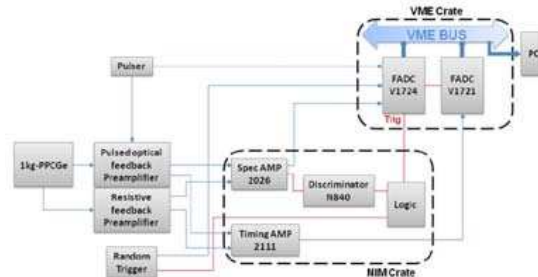 VME Crate
VME BUS
PC
Pulser
FADC
V1724
FADC
V1721
Trig
1kg-PPCGe
Pulsed optical
feedback
Preamplifier
Spec AMP
2026
Discriminator
N840
Resistive
feedback
Preamplifier
Logic
Timing AMP
2111
Random
Trigger
NIM Crate